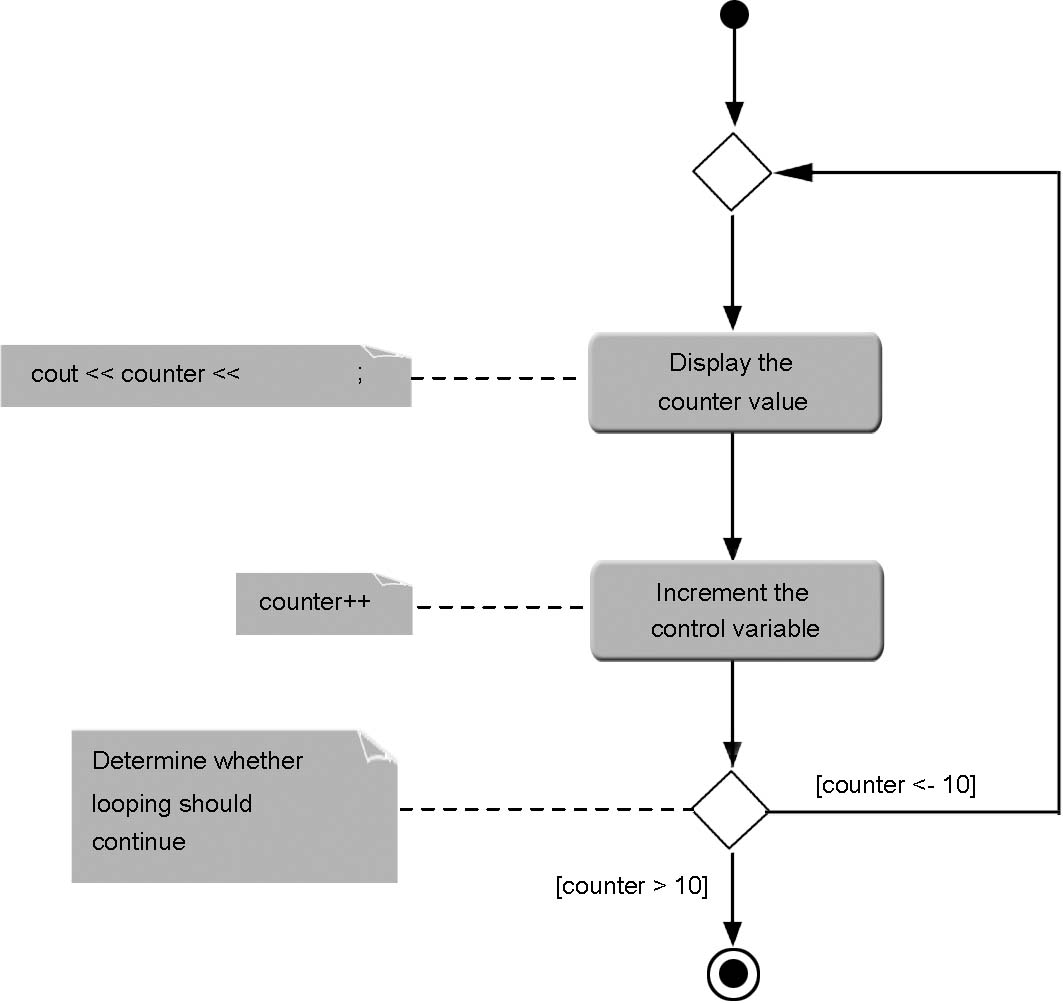 cout << counter << ;
Display the
counter value
counter++
Increment the
control variable
Determine whether
looping should
continue
[counter <- 10]
[counter > 10]